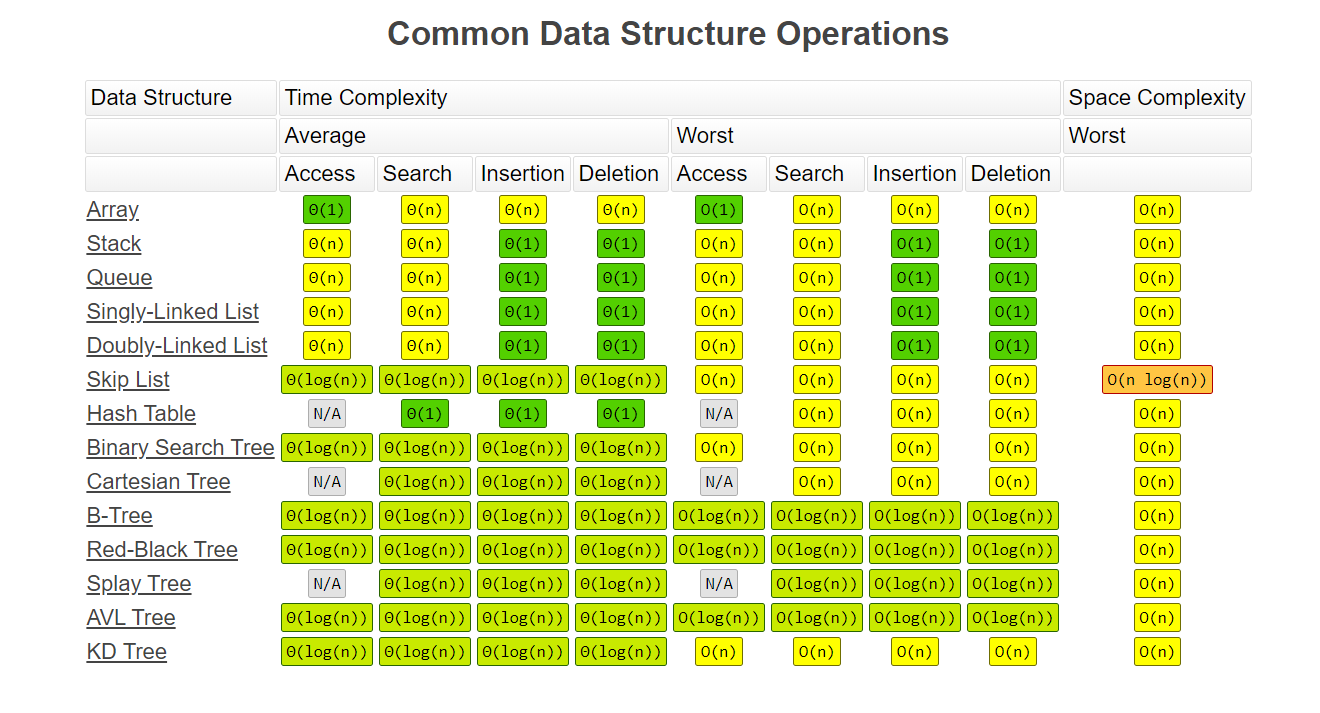 Common Data Structure Operations
Data Structure Time Complexity Space Complexity
Average Worst Worst
Access Search Insertion Deletion Access Search Insertion Deletion
Array Θ(1) Θ(n) Θ(n) Θ(n) O(1) O(n) O(n) O(n) O(n)
Stack Θ(n) Θ(n) Θ(1) Θ(1) O(n) O(n) O(1) O(1) O(n)
Queue Θ(n) Θ(n) Θ(1) Θ(1) O(n) O(n) O(1) O(1) O(n)
Singly-Linked List Θ(n) Θ(n) Θ(1) Θ(1) O(n) O(n) O(1) O(1) O(n)
Doubly-Linked List Θ(n) Θ(n) Θ(1) Θ(1) O(n) O(n) O(1) O(1) O(n)
Skip List Θ(log(n)) Θ(log(n)) Θ(log(n)) Θ(log(n)) O(n) O(n) O(n) O(n) O(n log(n))
Hash Table N/A Θ(1) Θ(1) Θ(1) N/A O(n) O(n) O(n) O(n)
Binary Search Tree Θ(log(n)) Θ(log(n)) Θ(log(n)) Θ(log(n)) O(n) O(n) O(n) O(n) O(n)
Cartesian Tree N/A Θ(log(n)) Θ(log(n)) Θ(log(n)) N/A O(n) O(n) O(n) O(n)
B-Tree Θ(log(n)) Θ(log(n)) Θ(log(n)) Θ(log(n)) O(log(n)) O(log(n)) O(log(n)) O(log(n)) O(n)
Red-Black Tree Θ(log(n)) Θ(log(n)) Θ(log(n)) Θ(log(n)) O(log(n)) O(log(n)) O(log(n)) O(log(n)) O(n)
Splay Tree N/A Θ(log(n)) Θ(log(n)) Θ(log(n)) N/A O(log(n)) O(log(n)) O(log(n)) O(n)
AVL Tree Θ(log(n)) Θ(log(n)) Θ(log(n)) Θ(log(n)) O(log(n)) O(log(n)) O(log(n)) O(log(n)) O(n)
KD Tree Θ(log(n)) Θ(log(n)) Θ(log(n)) Θ(log(n)) O(n) O(n) O(n) O(n) O(n)